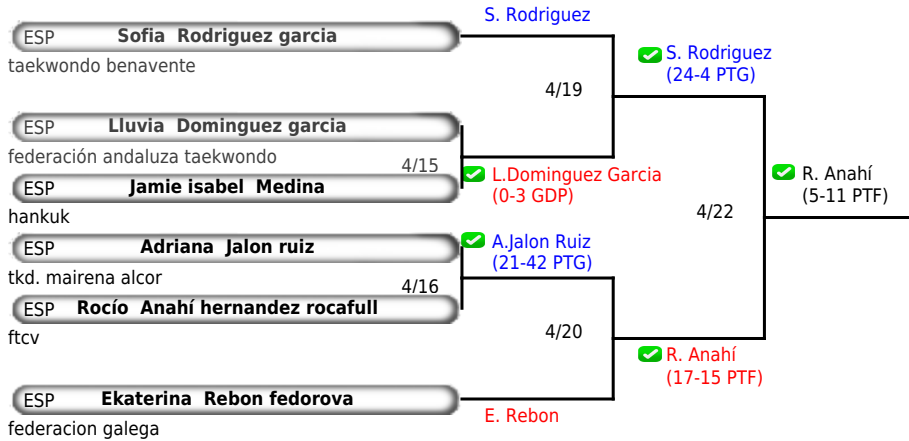 S. Rodriguez
ESP Sofia Rodriguez garcia
taekwondo benavente
S. Rodriguez
(24-4 PTG)
4/19
ESP Lluvia Dominguez garcia
federación andaluza taekwondo
4/15
L.Dominguez Garcia
(0-3 GDP)
ESP Jamie isabel Medina
hankuk
R. Anahí
(5-11 PTF)
4/22
ESP Adriana Jalon ruiz
tkd. mairena alcor
A.Jalon Ruiz
(21-42 PTG)
4/16
ESP Rocío Anahí hernandez rocafull
ftcv
4/20
R. Anahí
(17-15 PTF)
ESP Ekaterina Rebon fedorova
federacion galega
E. Rebon